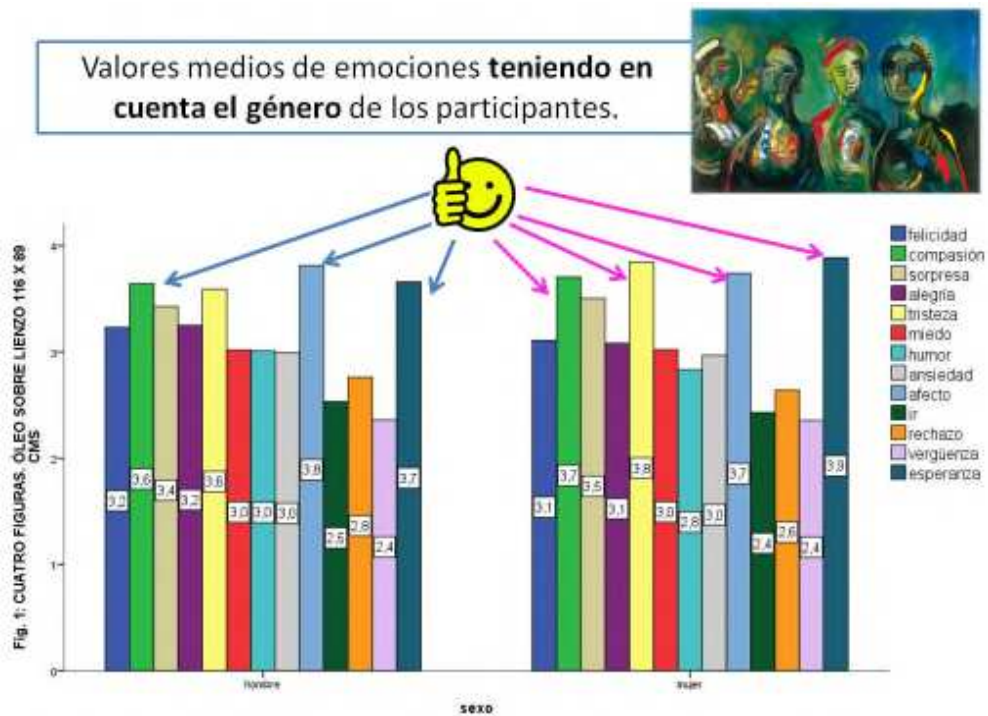 Valores medios de emociones teniendo en
cuenta el género de los participantes.
Fig. 1: CUATRO FIGURAS. ÓLEO SOBRE LIENZO 116 X 89
CMS
4
3
2
1
0
3,2
3,6
3,4
3,2
3,6
3,0
3,0
3,0
3,8
2,5
2,8
2,4
3,7
3,1
3,7
3,5
3,1
3,8
3,0
2,8
3,0
3,7
2,4
2,6
2,4
3,9
hombre
mujer
sexo
felicidad
compasión
sorpresa
alegría
tristeza
miedo
humor
ansiedad
afecto
ir
rechazo
vergüenza
esperanza